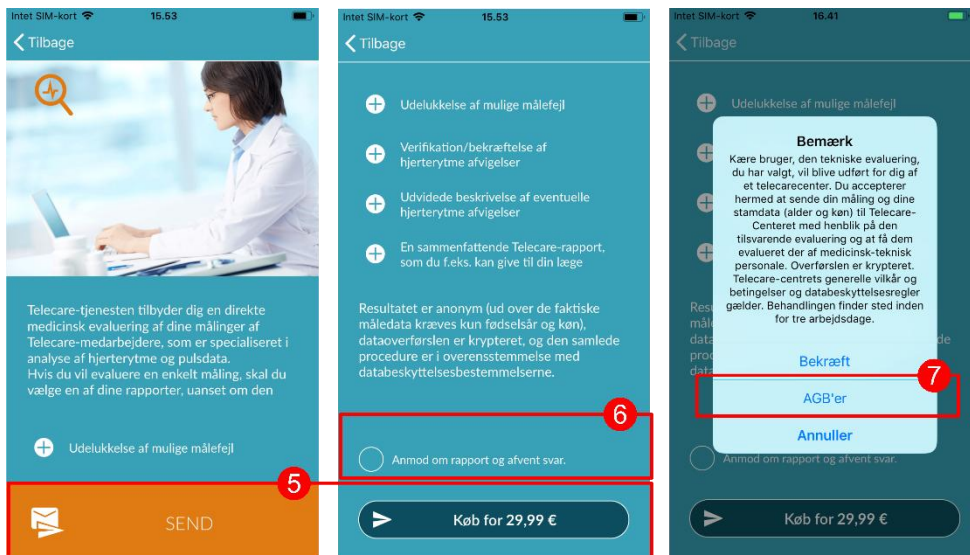 Intet SIM-kort 15.53
Tilbage
Telecare-tjenesten tilbyder dig en direkte
medicinsk evaluering af dine målinger af
Telecare-medarbejdere, som er specialiseret i
analyse af hjerterytme og pulsdata.
Hvis du vil evaluere en enkelt måling, skal du
vælge en af dine rapporter, uanset om den
Udelukkelse af mulige målefejl
5
SEND
Intet SIM-kort 15.53
Tilbage
Udelukkelse af mulige målefejl
Verifikation/bekræftelse af
hjerterytme afvigelser
Udvidede beskrivelse af eventuelle
hjerterytme afvigelser
En sammenfattende Telecare-rapport,
som du f.eks. kan give til din læge
Resultatet er anonym (ud over de faktiske
måledata kræves kun fødselsår og køn),
dataoverførslen er krypteret, og den samlede
procedure er i overensstemmelse med
databeskyttelsesbestemmelserne.
6
Anmod om rapport og afvent svar.
Køb for 29,99 €
Intet SIM-kort 16.41
Tilbage
Udelukkelse af mulige målefejl
Bemærk
Kære bruger, den tekniske evaluering,
du har valgt, vil blive udført for dig af
et telecarecenter. Du accepterer
hermed at sende din måling og dine
stamdata (alder og køn) til Telecare-
Centeret med henblik på den
tilsvarende evaluering og at få dem
evalueret der af medicinsk-teknisk
personale. Overførslen er krypteret.
Telecare-centrets generelle vilkår og
betingelser og databeskyttelsesregler
gælder. Behandlingen finder sted inden
for tre arbejdsdage.
Bekræft
7
AGB'er
Annuller
Anmod om rapport og afvent svar.
Køb for 29,99 €